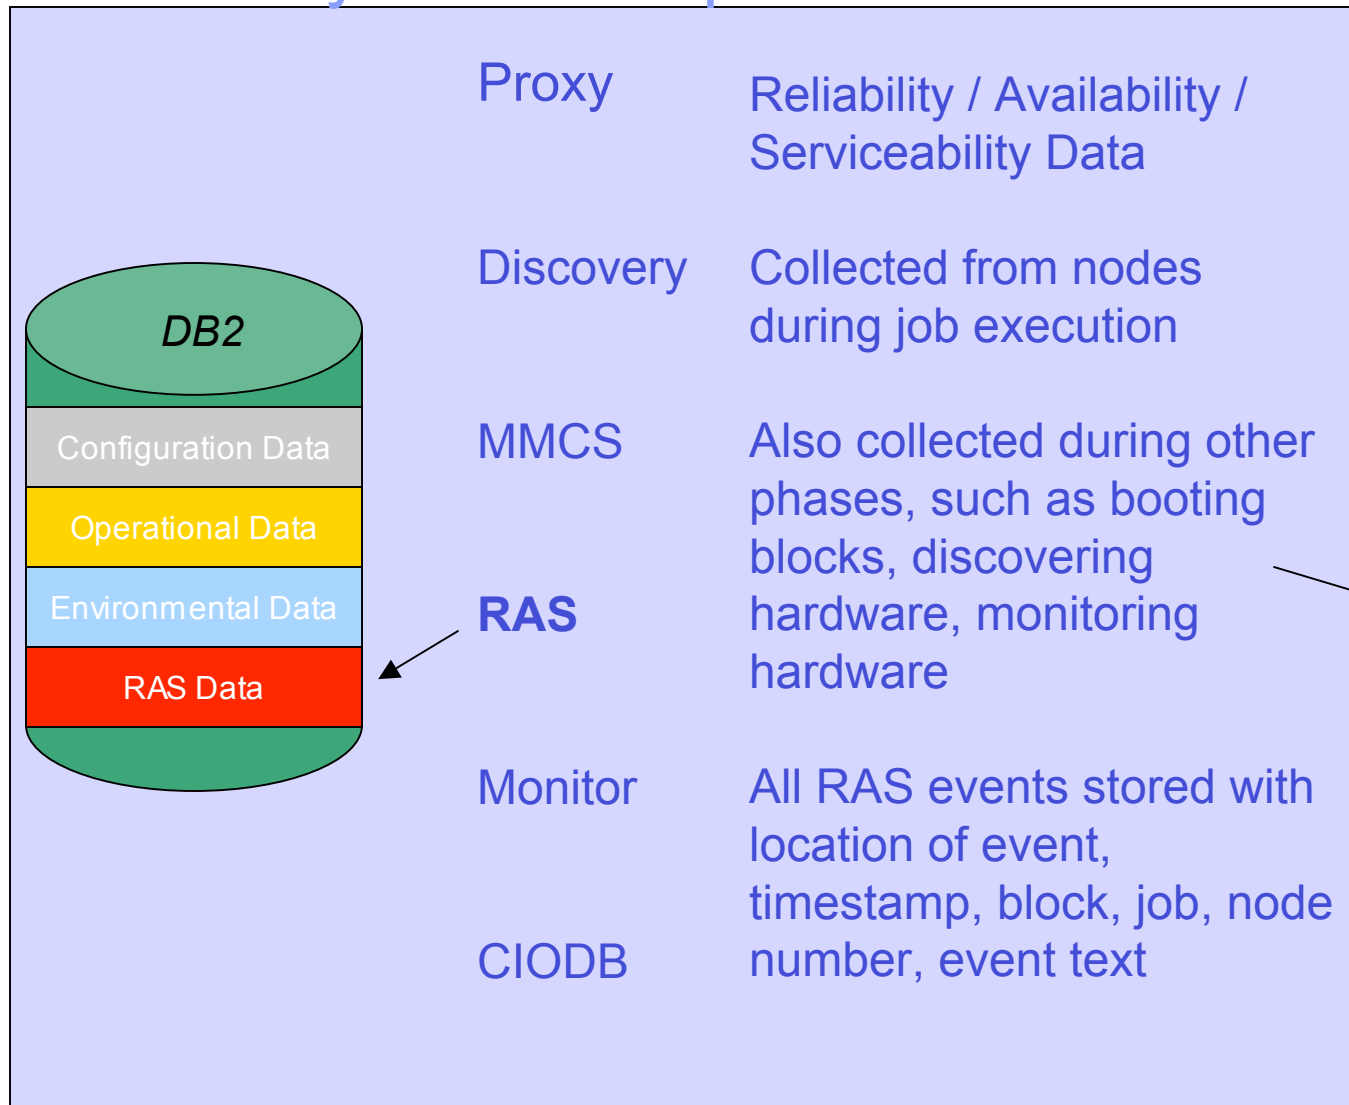 Proxy
Reliability / Availability /
Serviceability Data
Discovery
Collected from nodes
during job execution
MMCS
Also collected during other
phases, such as booting
blocks, discovering
hardware, monitoring
hardware
RAS
Monitor
All RAS events stored with
location of event,
timestamp, block, job, node
number, event text
CIODB
DB2
Configuration Data
Operational Data
Environmental Data
RAS Data